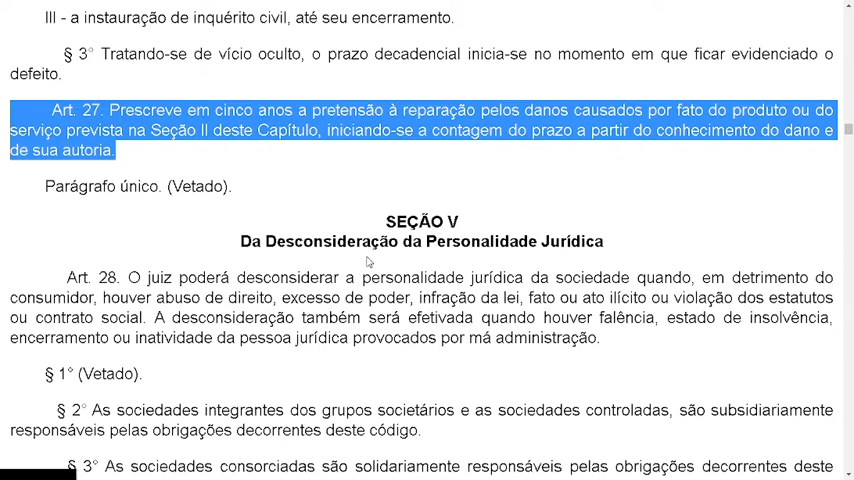 III - a instauração de inquérito civil, até seu encerramento.
§ 3° Tratando-se de vício oculto, o prazo decadencial inicia-se no momento em que ficar evidenciado o
defeito.
Art. 27. Prescreve em cinco anos a pretensão à reparação pelos danos causados por fato do produto ou do
serviço prevista na Seção II deste Capítulo, iniciando-se a contagem do prazo a partir do conhecimento do dano e
de sua autoria.
Parágrafo único. (Vetado).
SEÇÃO V
Da Desconsideração da Personalidade Jurídica
Art. 28. O juiz poderá desconsiderar a personalidade jurídica da sociedade quando, em detrimento do
consumidor, houver abuso de direito, excesso de poder, infração da lei, fato ou ato ilícito ou violação dos estatutos
ou contrato social. A desconsideração também será efetivada quando houver falência, estado de insolvência,
encerramento ou inatividade da pessoa jurídica provocados por má administração.
§ 1° (Vetado).
§ 2° As sociedades integrantes dos grupos societários e as sociedades controladas, são subsidiariamente
responsáveis pelas obrigações decorrentes deste código.
§ 3° As sociedades consorciadas são solidariamente responsáveis pelas obrigações decorrentes deste